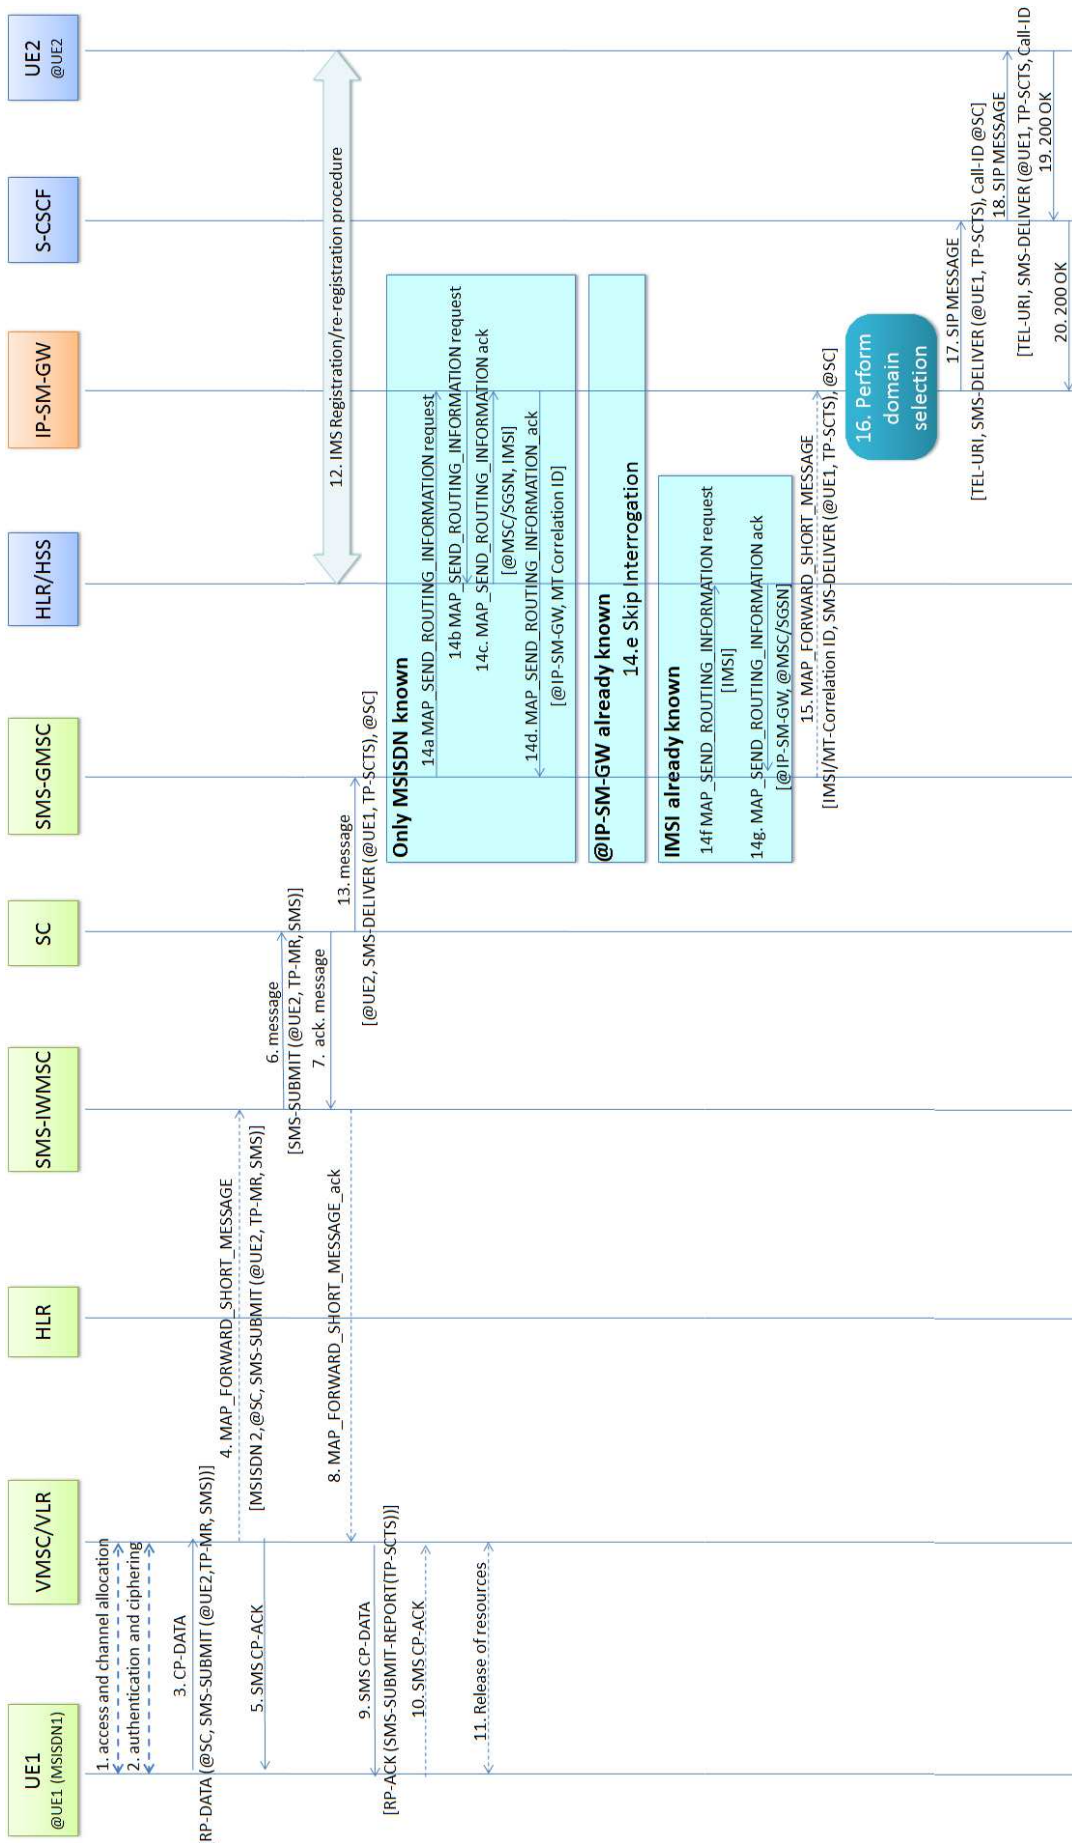 UE1
@UE1 (MSISDN1)
VMSC/VLR
HLR
SMS-IWMSC
SC
SMS-GMSC
HLR/HSS
IP-SM-GW
S-CSCF
UE2
@UE2
1. access and channel allocation
2. authentication and ciphering
3. CP-DATA
RP-DATA (@SC, SMS-SUBMIT (@UE2,TP-MR, SMS))]
4. MAP_FORWARD_SHORT_MESSAGE
[MSISDN 2,@SC, SMS-SUBMIT (@UE2, TP-MR, SMS)]
5. SMS CP-ACK
6. message
[SMS-SUBMIT (@UE2, TP-MR, SMS)]
7. ack. message
8. MAP_FORWARD_SHORT_MESSAGE_ack
9. SMS CP-DATA
[RP-ACK (SMS-SUBMIT-REPORT(TP-SCTS))]
10. SMS CP-ACK
11. Release of resources
12. IMS Registration/re-registration procedure
13. message
[@UE2, SMS-DELIVER (@UE1, TP-SCTS), @SC]
Only MSISDN known
14a MAP_SEND_ROUTING_INFORMATION request
14b MAP_SEND_ROUTING_INFORMATION request
14c. MAP_SEND_ROUTING_INFORMATION ack
[@MSC/SGSN, IMSI]
14d. MAP_SEND_ROUTING_INFORMATION_ack
[@IP-SM-GW, MT Correlation ID]
@IP-SM-GW already known
14.e Skip Interrogation
IMSI already known
14f MAP_SEND_ROUTING_INFORMATION request
[IMSI]
14g. MAP_SEND_ROUTING_INFORMATION ack
[@IP-SM-GW, @MSC/SGSN]
15. MAP_FORWARD_SHORT_MESSAGE
[IMSI/MT-Correlation ID, SMS-DELIVER (@UE1, TP-SCTS), @SC]
16. Perform
domain
selection
17. SIP MESSAGE
[TEL-URI, SMS-DELIVER (@UE1, TP-SCTS), Call-ID @SC]
18. SIP MESSAGE
[TEL-URI, SMS-DELIVER (@UE1, TP-SCTS, Call-ID
19. 200 OK
20. 200 OK